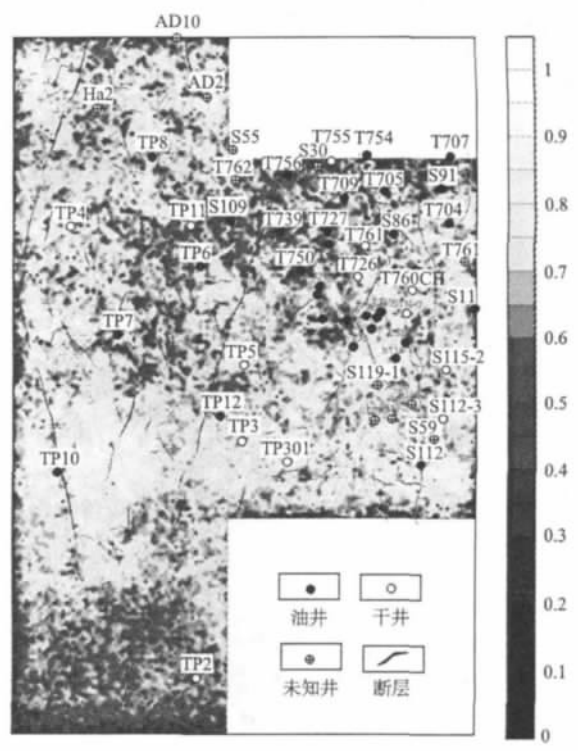 AD10
AD2
Ha2
S55
TP8
T755
T754
T707
S30
T756
T762
S91
T709
T705
S109
TP4
TP11
T739
T727
S86
T704
T761
T761
TP6
T750
T726
T760CH
S11
TP7
TP5
S115-2
S119-1
TP12
TP3
S112-3
S59
TP301
S112
TP10
TP2
油井
干井
未知井
断层
1
0.9
0.8
0.7
0.6
0.5
0.4
0.3
0.2
0.1
0